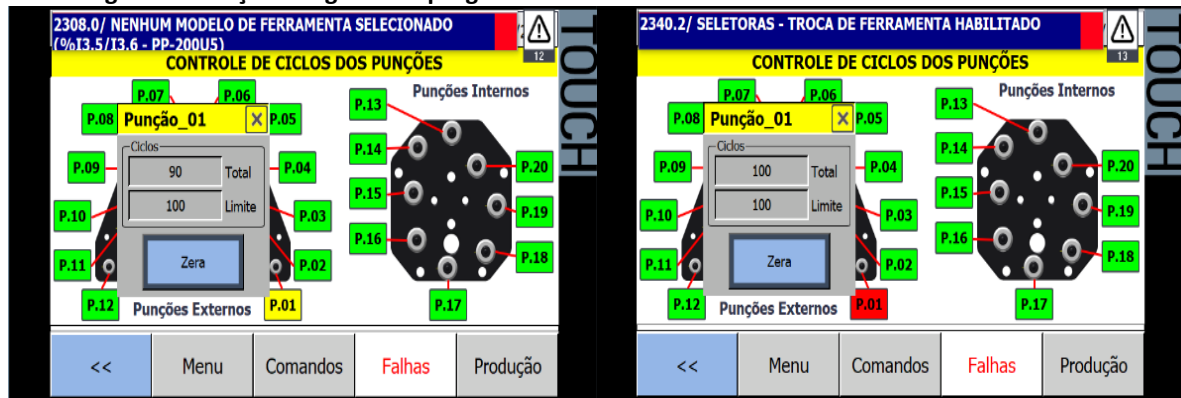 2308.0/ NENHUM MODELO DE FERRAMENTA SELECIONADO
(%I3.5/I3.6 - PP-200U5)
12
CONTROLE DE CICLOS DOS PUNÇÕES
TOUCH
P.07
P.06
P.08
P.05
P.09
P.04
P.10
P.03
P.11
P.02
P.12
P.01
Punção_01
Ciclos
90 Total
100 Limite
Zera
Punções Externos
Punções Internos
P.13
P.14
P.20
P.15
P.19
P.16
P.18
P.17
<< Menu Comandos Falhas Produção
2340.2/ SELETORAS - TROCA DE FERRAMENTA HABILITADO
13
CONTROLE DE CICLOS DOS PUNÇÕES
TOUCH
P.07
P.06
P.08
P.05
P.09
P.04
P.10
P.03
P.11
P.02
P.12
P.01
Punção_01
Ciclos
100 Total
100 Limite
Zera
Punções Externos
Punções Internos
P.13
P.14
P.20
P.15
P.19
P.16
P.18
P.17
<< Menu Comandos Falhas Produção